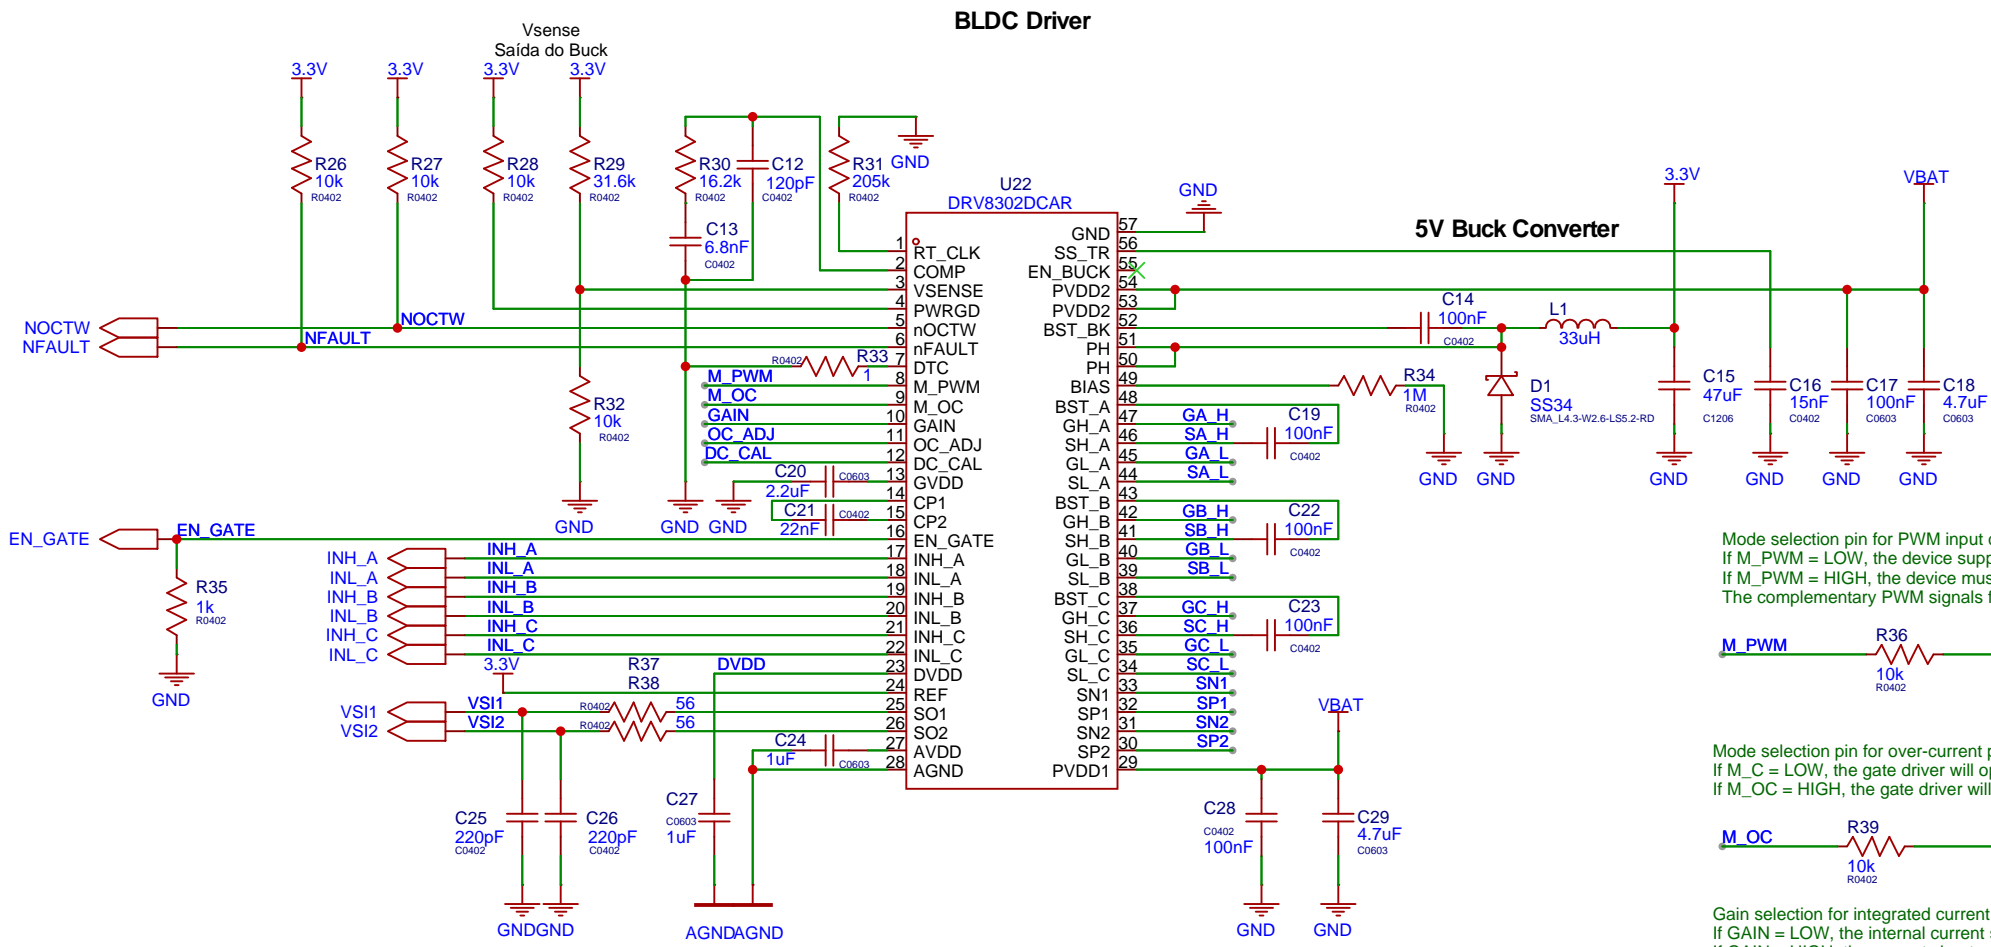 BLDC Driver
Vsense
Saída do Buck
3.3V
3.3V
3.3V
3.3V
R26
10k
R0402
R27
10k
R0402
R28
10k
R0402
R29
31.6k
R0402
R30
16.2k
R0402
C12
120pF
C0402
R31
205k
R0402
GND
C13
6.8nF
C0402
U22
DRV8302DCAR
GND
5V Buck Converter
3.3V
VBAT
1
RT_CLK
2
COMP
3
VSENSE
4
PWRGD
5
nOCTW
6
nFAULT
7
DTC
8
M_PWM
9
M_OC
10
GAIN
11
OC_ADJ
12
DC_CAL
13
GVDD
14
CP1
15
CP2
16
EN_GATE
17
INH_A
18
INL_A
19
INH_B
20
INL_B
21
INH_C
22
INL_C
23
DVDD
24
REF
25
SO1
26
SO2
27
AVDD
28
AGND
57
GND
56
SS_TR
55
EN_BUCK
54
PVDD2
53
PVDD2
52
BST_BK
51
PH
50
PH
49
BIAS
48
BST_A
47
GH_A
46
SH_A
45
GL_A
44
SL_A
43
BST_B
42
GH_B
41
SH_B
40
GL_B
39
SL_B
38
BST_C
37
GH_C
36
SH_C
35
GL_C
34
SL_C
33
SN1
32
SP1
31
SN2
30
SP2
29
PVDD1
NOCTW
NFAULT
NOCTW
NFAULT
R32
10k
R0402
GND
R0402
R33
1
M_PWM
M_OC
GAIN
OC_ADJ
DC_CAL
C20
C0603
2.2uF
C21
C0402
22nF
GND
GND
EN_GATE
EN_GATE
R35
1k
R0402
GND
INH_A
INL_A
INH_B
INL_B
INH_C
INL_C
INH_A
INL_A
INH_B
INL_B
INH_C
INL_C
3.3V
R37
R38
DVDD
VSI1
VSI2
VSI1
VSI2
R0402
56
R0402
56
C24
1uF
C0603
C25
220pF
C0402
C26
220pF
C0402
C27
C0603
1uF
GND
GND
AGND
AGND
C14
100nF
C0402
L1
33uH
R34
1M
R0402
D1
SS34
SMA_L4.3-W2.6-LS5.2-RD
C15
47uF
C1206
C16
15nF
C0402
C17
100nF
C0603
C18
4.7uF
C0603
GND
GND
GND
GND
GND
GND
GA_H
SA_H
GA_L
SA_L
C19
100nF
C0402
GB_H
SB_H
GB_L
SB_L
C22
100nF
C0402
GC_H
SC_H
GC_L
SC_L
C23
100nF
C0402
SN1
SP1
SN2
SP2
VBAT
C28
C0402
100nF
C29
4.7uF
C0603
GND
GND
Mode selection pin for PWM input
If M_PWM = LOW, the device
If M_PWM = HIGH, the device
The complementary PWM signals
M_PWM
R36
10k
R0402
Mode selection pin for over-current
If M_C = LOW, the gate driver will
If M_OC = HIGH, the gate driver will
M_OC
R39
10k
R0402
Gain selection for integrated current
If GAIN = LOW, the internal current